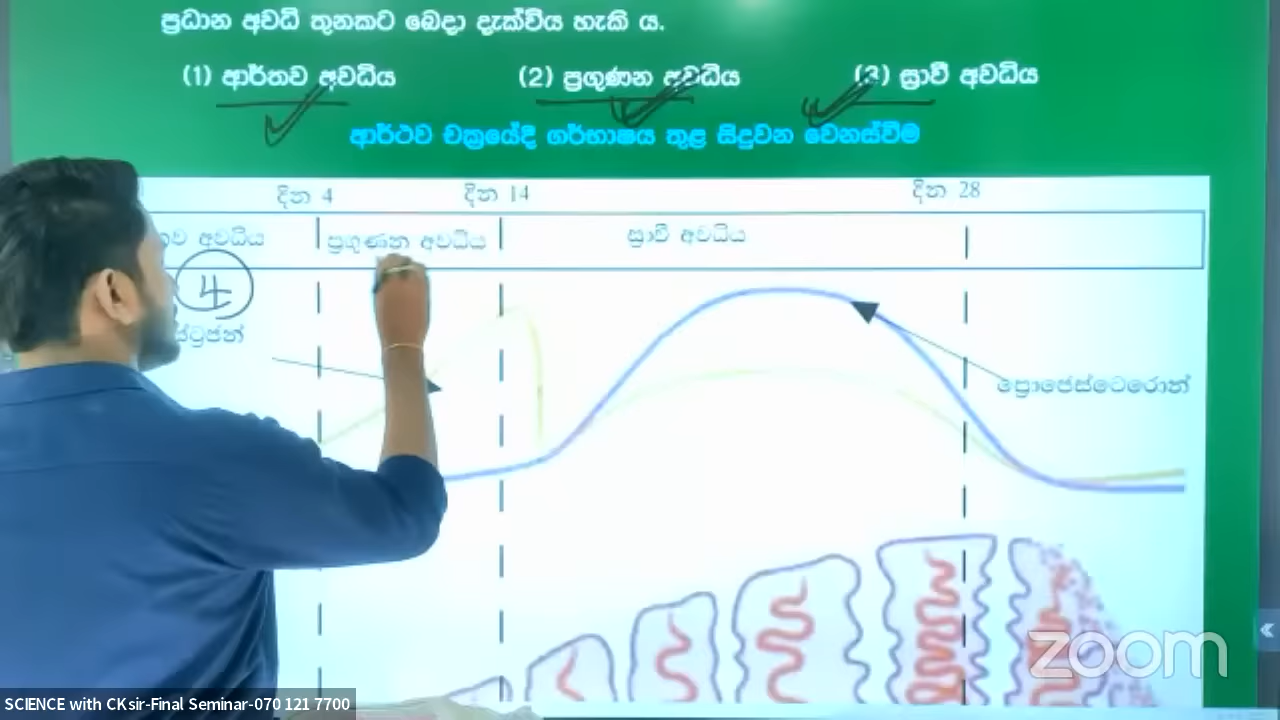 ප්‍රධාන අවධි තුනකට බෙදා දැක්විය හැකි ය.
(1) ආර්තව අවධිය (2) ප්‍රගුණන අවධිය (3) ස්‍රාවී අවධිය
ආර්ථව චක්‍රයේදී ගර්භාෂය තුළ සිදුවන වෙනස්වීම්
දින 4 දින 14 දින 28
අවධිය ප්‍රගුණන අවධිය ස්‍රාවී අවධිය
4
ප්‍රොජෙස්ටෙරොන්
zoom
SCIENCE with CKsir-Final Seminar-070 121 7700